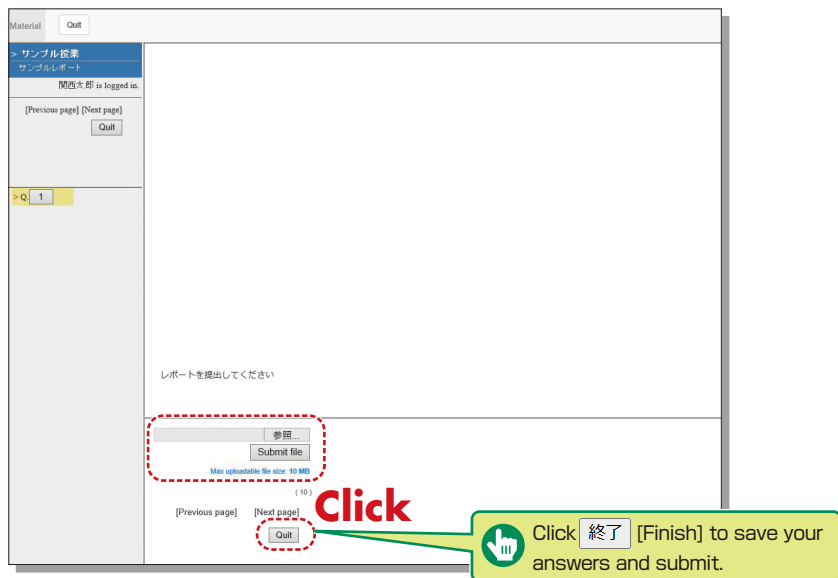 Material Quit
> サンプル授業
サンプルレポート
関西太郎 is logged in.
[Previous page] [Next page]
Quit
> Q. 1
レポートを提出してください
参照...
Submit file
Max uploadable file size: 10 MB
( 10 )
[Previous page] [Next page]
Click
Quit
Click 終了 [Finish] to save your
answers and submit.